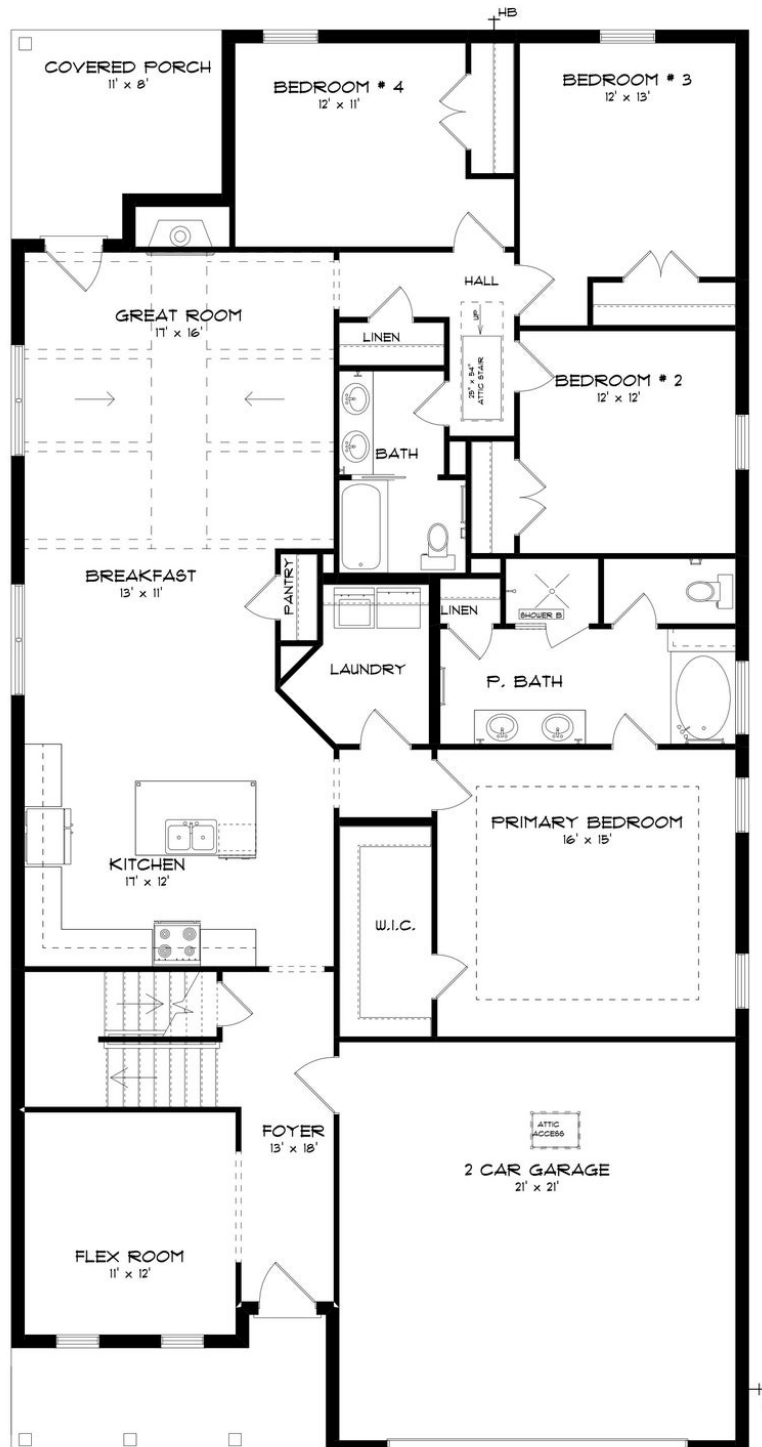 HB
COVERED PORCH
11' x 8'
BEDROOM # 4
12' x 11'
BEDROOM # 3
12' x 13'
HALL
GREAT ROOM
17' x 16'
UP
LINEN
25" x 54"
ATTIC STAIR
BEDROOM # 2
12' x 12'
BATH
BREAKFAST
13' x 11'
PANTRY
LINEN
SHOWER B
LAUNDRY
P. BATH
PRIMARY BEDROOM
16' x 15'
KITCHEN
17' x 12'
W.I.C.
FOYER
13' x 18'
ATTIC
ACCESS
2 CAR GARAGE
21' x 21'
FLEX ROOM
11' x 12'